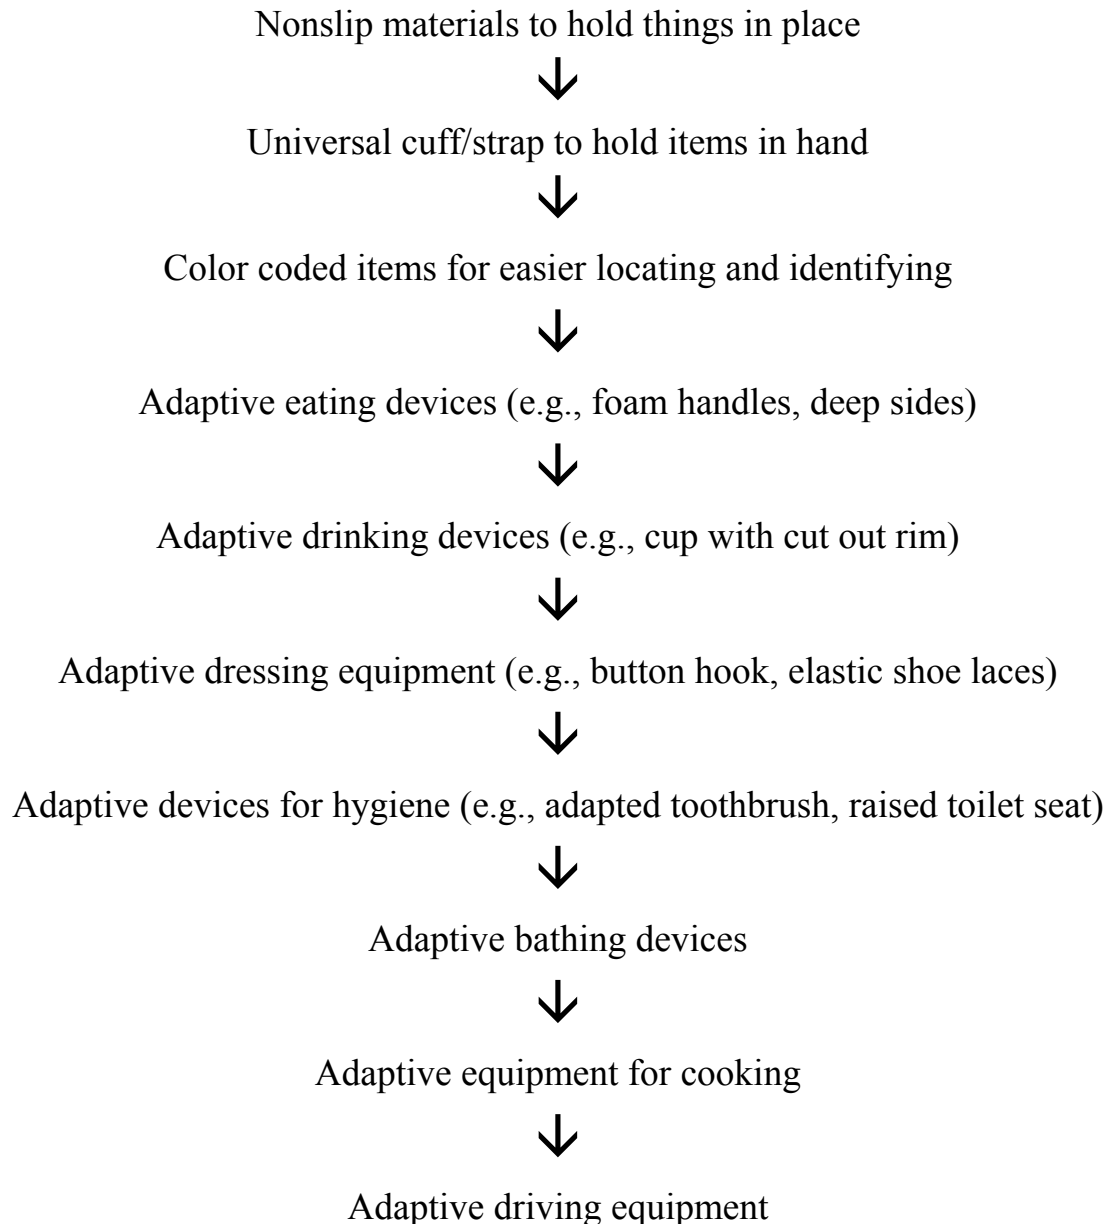 Nonslip materials to hold things in place
Universal cuff/strap to hold items in hand
Color coded items for easier locating and identifying
Adaptive eating devices (e.g., foam handles, deep sides)
Adaptive drinking devices (e.g., cup with cut out rim)
Adaptive dressing equipment (e.g., button hook, elastic shoe laces)
Adaptive devices for hygiene (e.g., adapted toothbrush, raised toilet seat)
Adaptive bathing devices
Adaptive equipment for cooking
Adaptive driving equipment